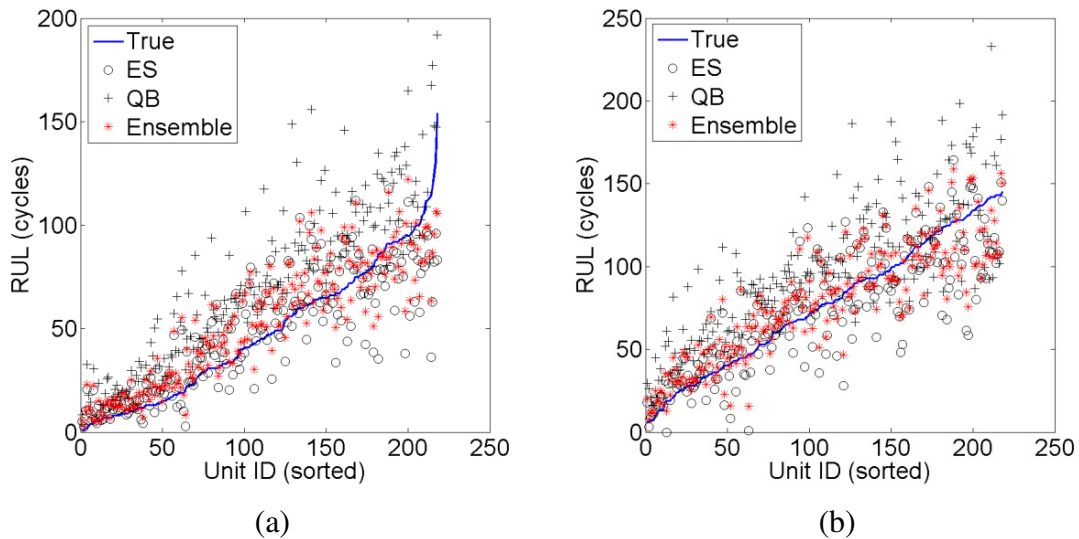 200
150
100
50
0
RUL (cycles)
True
ES
QB
Ensemble
0 50 100 150 200 250
Unit ID (sorted)
(a)
250
200
150
100
50
0
RUL (cycles)
True
ES
QB
Ensemble
0 50 100 150 200 250
Unit ID (sorted)
(b)